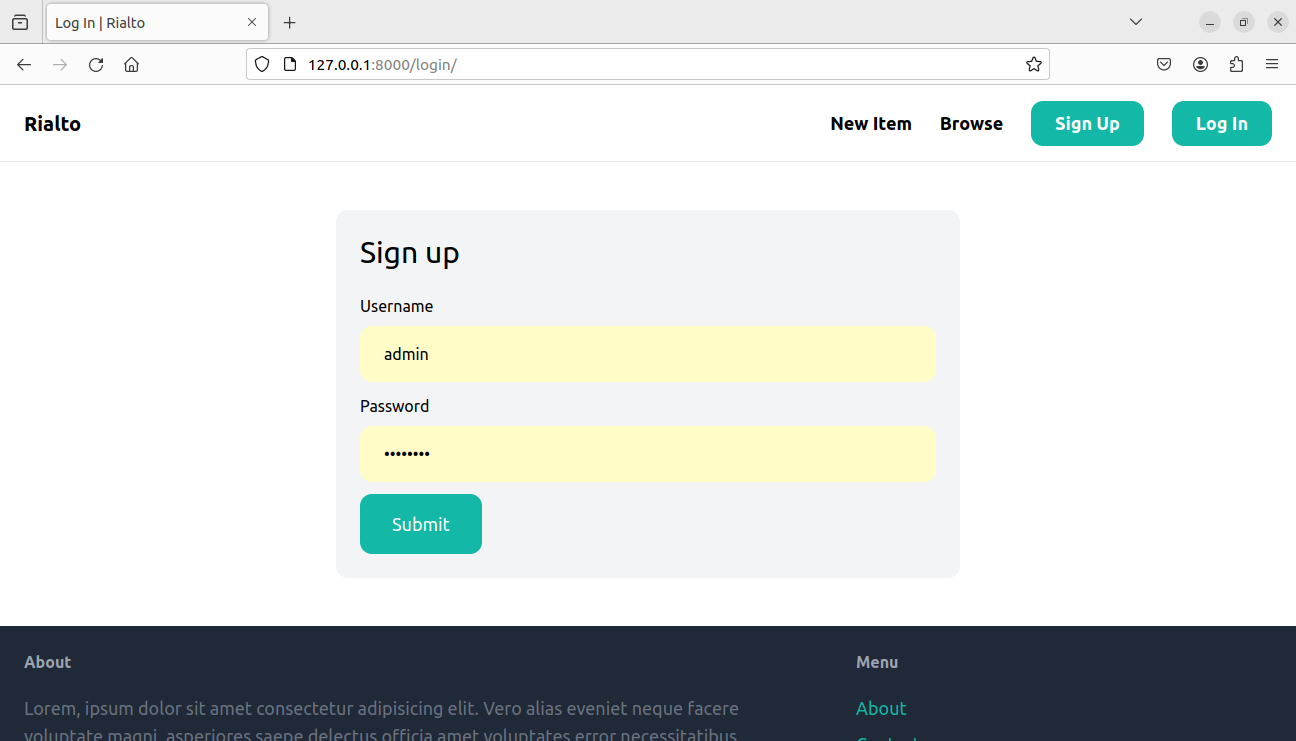 Log In | Rialto
127.0.0.1:8000/login/
Rialto
New Item
Browse
Sign Up
Log In
Sign up
Username
admin
Password
••••••••
Submit
About
Menu
Lorem, ipsum dolor sit amet consectetur adipisicing elit. Vero alias eveniet neque facere
About
voluptate magni, asperiores saepe delectus officia amet voluptates error necessitatibus